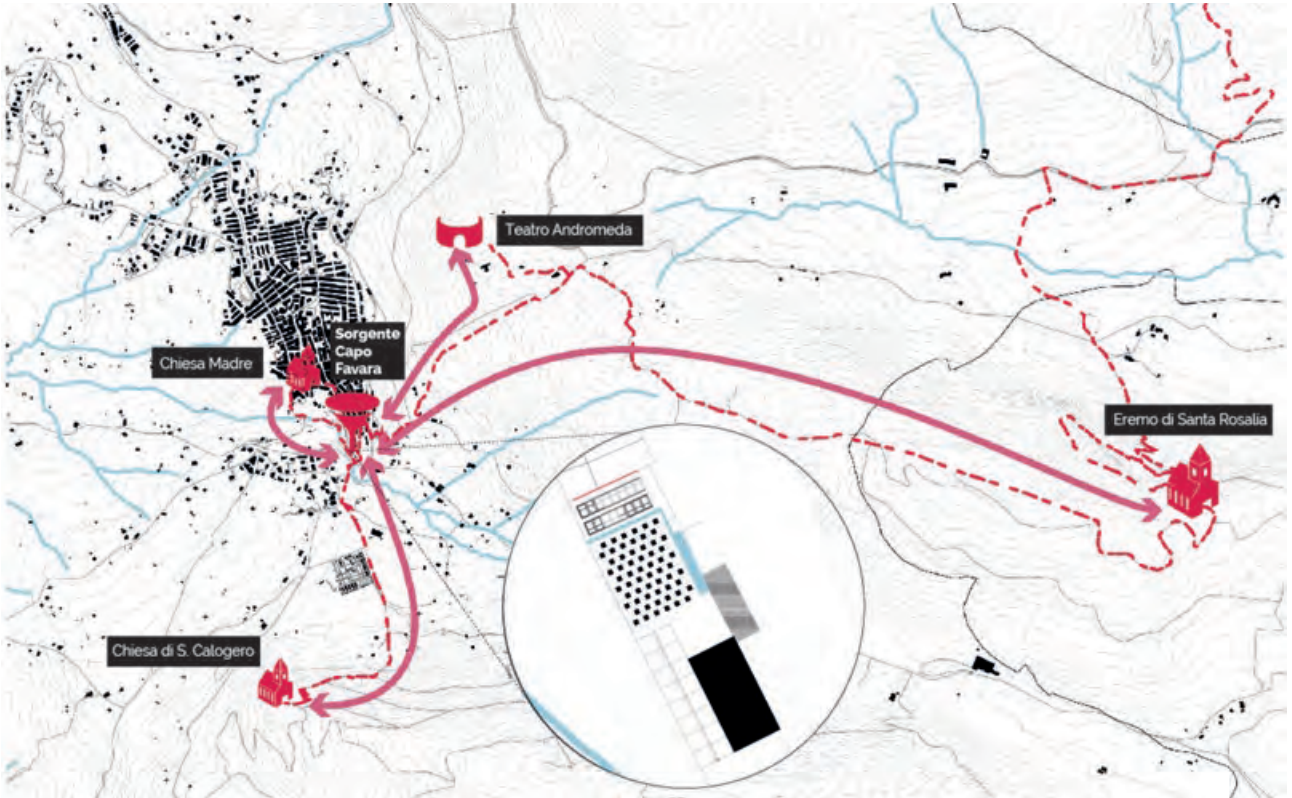 Teatro Andromeda
Sorgente
Capo
Favara
Chiesa Madre
Eremo di Santa Rosalia
Chiesa di S. Calogero